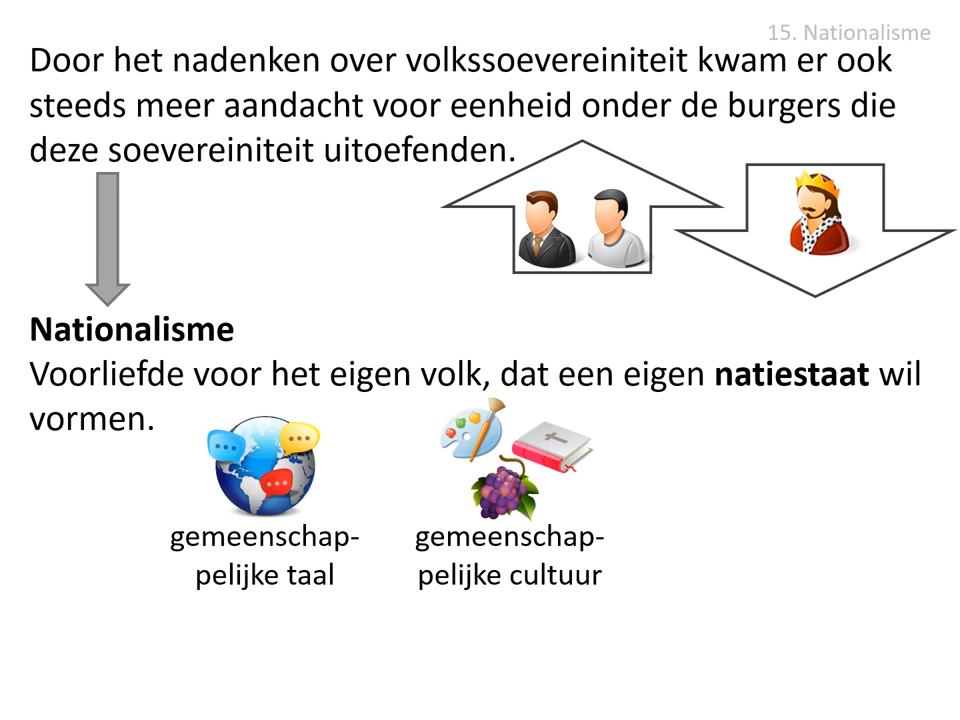 15. Nationalisme
Door het nadenken over volkssoevereiniteit kwam er ook
steeds meer aandacht voor eenheid onder de burgers die
deze soevereiniteit uitoefenden.
Nationalisme
Voorliefde voor het eigen volk, dat een eigen natiestaat wil
vormen.
gemeenschap-
pelijke taal
gemeenschap-
pelijke cultuur